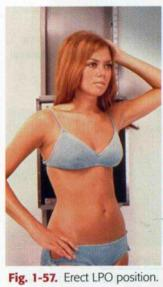 Fig. 1-57. Erect LPO position.